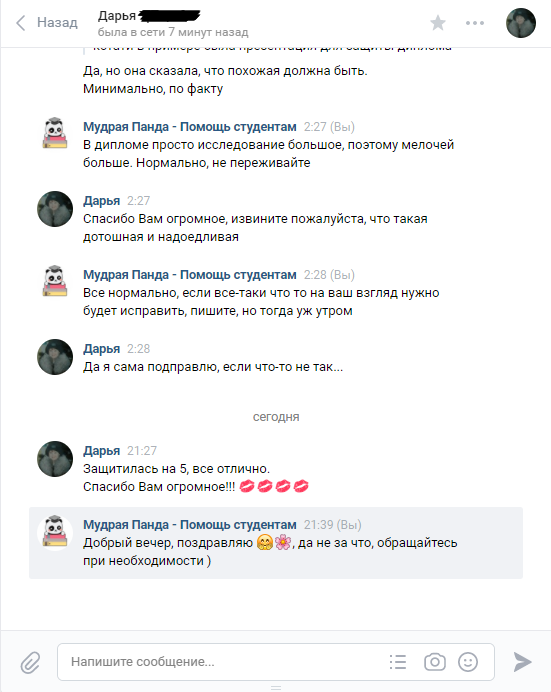 Назад
Дарья
была в сети 7 минут назад
Да, но она сказала, что похожая должна быть.
Минимально, по факту
Мудрая Панда - Помощь студентам 2:27 (Вы)
В дипломе просто исследование большое, поэтому мелочей
больше. Нормально, не переживайте
Дарья 2:27
Спасибо Вам огромное, извините пожалуйста, что такая
дотошная и надоедливая
Мудрая Панда - Помощь студентам 2:28 (Вы)
Все нормально, если все-таки что то на ваш взгляд нужно
будет исправить, пишите, но тогда уж утром
Дарья 2:28
Да я сама подправлю, если что-то не так...
сегодня
Дарья 21:27
Защитилась на 5, все отлично.
Спасибо Вам огромное!!! 💋💋💋💋
Мудрая Панда - Помощь студентам 21:39 (Вы)
Добрый вечер, поздравляю 🤗🌸, да не за что, обращайтесь
при необходимости )
Напишите сообщение...